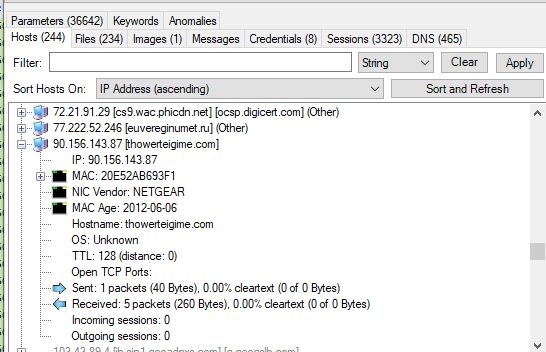 Parameters (36642) Keywords Anomalies
Hosts (244) Files (234) Images (1) Messages Credentials (8) Sessions (3323) DNS (465)
Filter: String Clear Apply
Sort Hosts On: IP Address (ascending) Sort and Refresh
72.21.91.29 [cs9.wac.phicdn.net] [ocsp.digicert.com] (Other)
77.222.52.246 [euvereginumet.ru] (Other)
90.156.143.87 [thowerteigime.com]
IP: 90.156.143.87
MAC: 20E52AB693F1
NIC Vendor: NETGEAR
MAC Age: 2012-06-06
Hostname: thowerteigime.com
OS: Unknown
TTL: 128 (distance: 0)
Open TCP Ports:
Sent: 1 packets (40 Bytes), 0.00% cleartext (0 of 0 Bytes)
Received: 5 packets (260 Bytes), 0.00% cleartext (0 of 0 Bytes)
Incoming sessions: 0
Outgoing sessions: 0